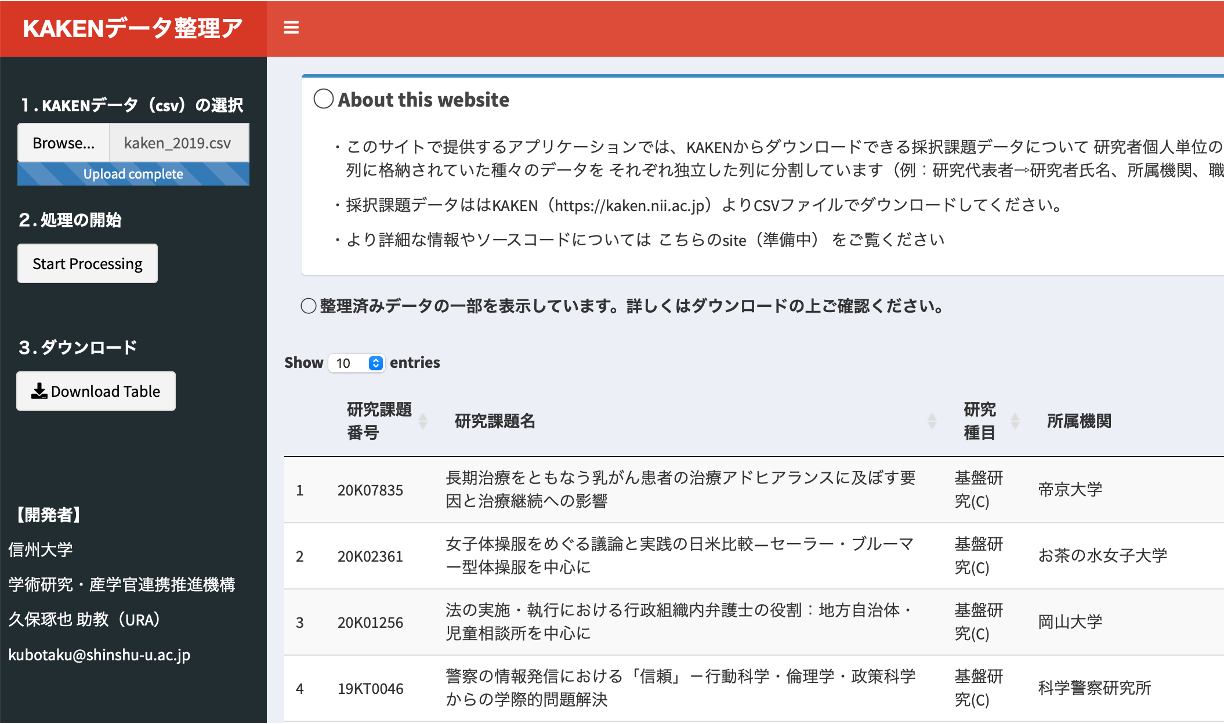 KAKENデータ整理ア
1.KAKENデータ（csv）の選択
Browse... kaken_2019.csv
Upload complete
2.処理の開始
Start Processing
3.ダウンロード
Download Table
【開発者】
信州大学
学術研究・産学官連携推進機構
久保琢也 助教（URA）
kubotaku@shinshu-u.ac.jp
○About this website
・このサイトで提供するアプリケーションでは、KAKENからダウンロードできる採択課題データについて 研究者個人単位の
列に格納されていた種々のデータを それぞれ独立した列に分割しています（例：研究代表者→研究者氏名、所属機関、職
・採択課題データははKAKEN（https://kaken.nii.ac.jp）よりCSVファイルでダウンロードしてください。
・より詳細な情報やソースコードについては こちらのsite（準備中） をご覧ください
○整理済みデータの一部を表示しています。詳しくはダウンロードの上ご確認ください。
Show 10 entries
研究課題
番号
研究課題名
研究
種目
所属機関
1 20K07835
長期治療をともなう乳がん患者の治療アドヒアランスに及ぼす要
因と治療継続への影響
基盤研
究(C)
帝京大学
2 20K02361
女子体操服をめぐる議論と実践の日米比較―セーラー・ブルーマ
ー型体操服を中心に
基盤研
究(C)
お茶の水女子大学
3 20K01256
法の実施・執行における行政組織内弁護士の役割：地方自治体・
児童相談所を中心に
基盤研
究(C)
岡山大学
4 19KT0046
警察の情報発信における「信頼」－行動科学・倫理学・政策科学
からの学際的問題解決
基盤研
究(C)
科学警察研究所